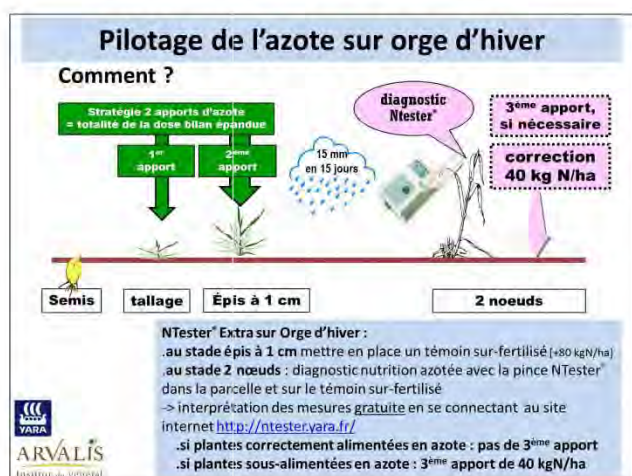 Pilotage de l'azote sur orge d'hiver
Comment ?
Stratégie 2 apports d'azote
= totalité de la dose bilan épandue
1er
apport
2ème
apport
15 mm
en 15 jours
diagnostic
Ntester®
3ème apport,
si nécessaire
correction
40 kg N/ha
Semis
tallage
Épis à 1 cm
2 noeuds
NTester® Extra sur Orge d'hiver :
.au stade épis à 1 cm mettre en place un témoin sur-fertilisé (+80 kgN/ha)
.au stade 2 nœuds : diagnostic nutrition azotée avec la pince NTester®
dans la parcelle et sur le témoin sur-fertilisé
-> interprétation des mesures gratuite en se connectant au site
internet http://ntester.yara.fr/
.si plantes correctement alimentées en azote : pas de 3ème apport
.si plantes sous-alimentées en azote : 3ème apport de 40 kgN/ha
YARA
ARVALIS
Institut du végétal